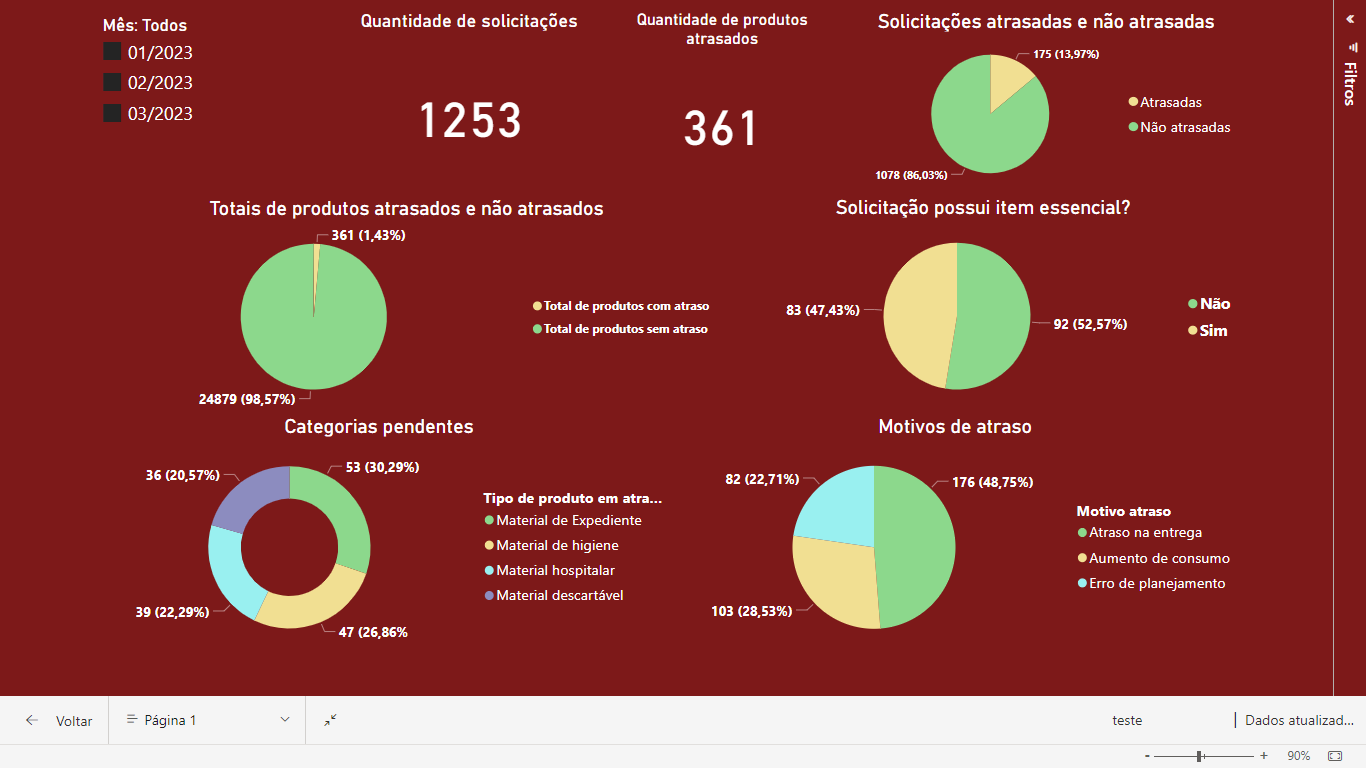 Mês: Todos
01/2023
02/2023
03/2023
Quantidade de solicitações
1253
Quantidade de produtos
atrasados
361
Solicitações atrasadas e não atrasadas
175 (13,97%)
1078 (86,03%)
Atrasadas
Não atrasadas
Filtros
Totais de produtos atrasados e não atrasados
361 (1,43%)
24879 (98,57%)
Total de produtos com atraso
Total de produtos sem atraso
Solicitação possui item essencial?
83 (47,43%)
92 (52,57%)
Não
Sim
Categorias pendentes
36 (20,57%)
53 (30,29%)
39 (22,29%)
47 (26,86%
Tipo de produto em atra...
Material de Expediente
Material de higiene
Material hospitalar
Material descartável
Motivos de atraso
82 (22,71%)
176 (48,75%)
103 (28,53%)
Motivo atraso
Atraso na entrega
Aumento de consumo
Erro de planejamento
Voltar
Página 1
teste
Dados atualizad...
- + 90%